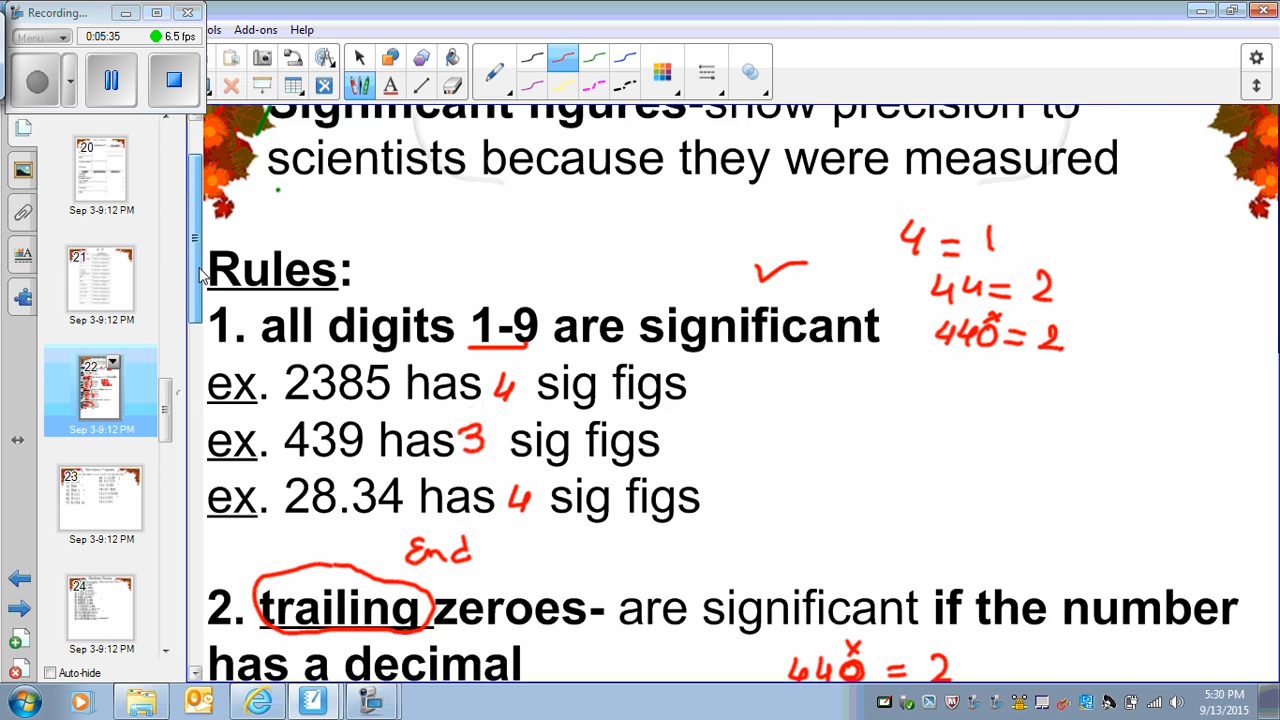 Recording...
Menu
0:05:35
6.5 fps
ols Add-ons Help
20
Sep 3-9:12 PM
21
Sep 3-9:12 PM
22
Sep 3-9:12 PM
23
Sep 3-9:12 PM
24
Sep 3-9:12 PM
Auto-hide
Significant figures-show precision to
scientists because they were measured
4 = 1
44 = 2
x
440 = 2
Rules:
1. all digits 1-9 are significant
ex. 2385 has 4 sig figs
ex. 439 has 3 sig figs
ex. 28.34 has 4 sig figs
End
2. trailing zeroes- are significant if the number
has a decimal
x
440 = 2
5:30 PM
9/13/2015